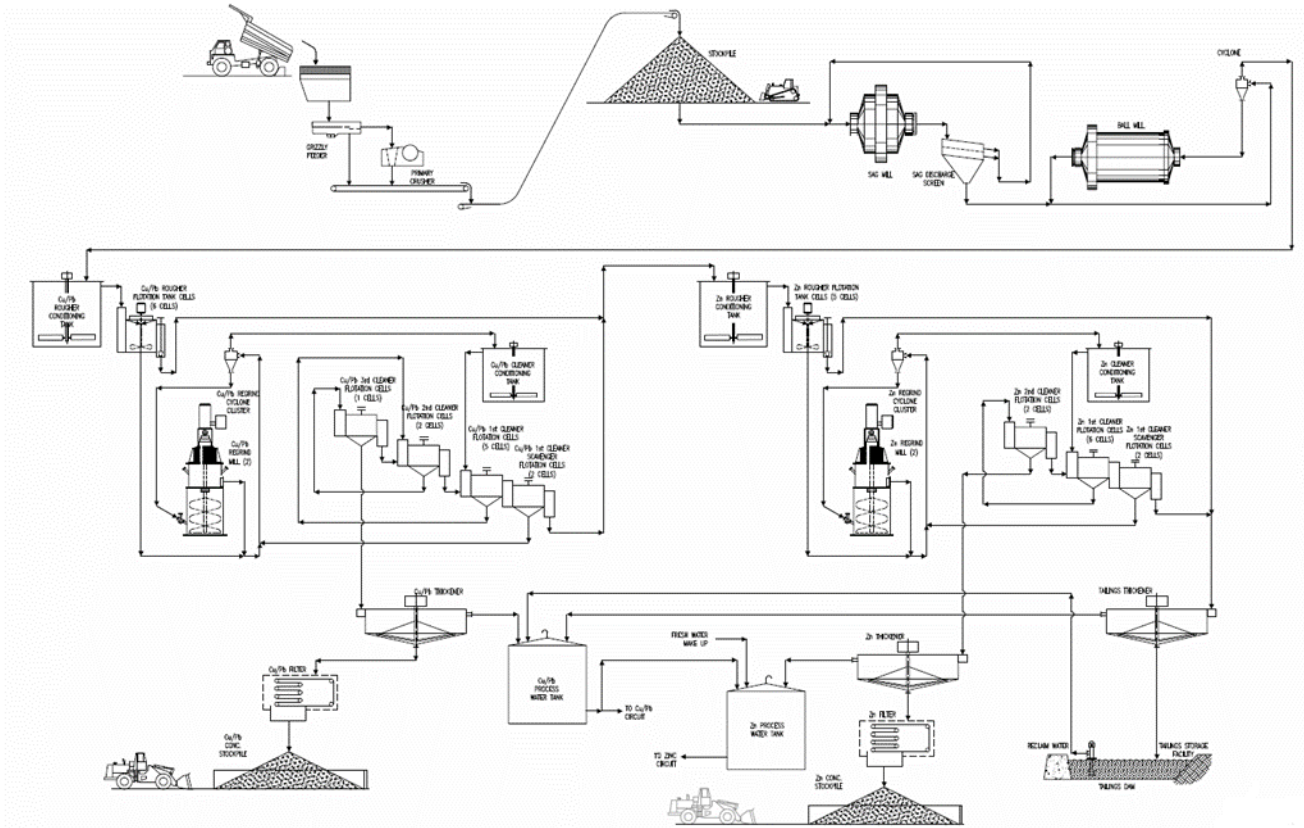 STOCKPILE
CYCLONE
GRIZZLY
FEEDER
PRIMARY
CRUSHER
SAG MILL
SAG DISCHARGE
SCREEN
BALL MILL
Cu/Pb
ROUGHER
CONDITIONING
TANK
Cu/Pb ROUGHER
FLOTATION TANK CELLS
(6 CELLS)
Cu/Pb REGRIND
CYCLONE
CLUSTER
Cu/Pb
REGRIND
MILL (2)
Cu/Pb 3rd CLEANER
FLOTATION CELLS
(1 CELLS)
Cu/Pb 2nd CLEANER
FLOTATION CELLS
(2 CELLS)
Cu/Pb CLEANER
CONDITIONING
TANK
Cu/Pb 1st CLEANER
FLOTATION CELLS
(5 CELLS)
Cu/Pb 1st CLEANER
SCAVENGER
FLOTATION CELLS
(2 CELLS)
Zn ROUGHER
CONDITIONING
TANK
Zn ROUGHER FLOTATION
TANK CELLS (5 CELLS)
Zn REGRIND
CYCLONE
CLUSTER
Zn REGRIND
MILL (2)
Zn CLEANER
CONDITIONING
TANK
Zn 2nd CLEANER
FLOTATION CELLS
(2 CELLS)
Zn 1st CLEANER
FLOTATION CELLS
(6 CELLS)
Zn 1st CLEANER
SCAVENGER
FLOTATION CELLS
(2 CELLS)
Cu/Pb THICKENER
TAILINGS THICKENER
FRESH WATER
MAKE UP
Zn THICKENER
Cu/Pb FILTER
Cu/Pb
PROCESS
WATER TANK
TO Cu/Pb
CIRCUIT
Zn PROCESS
WATER TANK
Zn FILTER
Cu/Pb
CONC.
STOCKPILE
TO ZINC
CIRCUIT
RECLAIM WATER
TAILINGS STORAGE
FACILITY
TAILINGS DAM
Zn CONC.
STOCKPILE